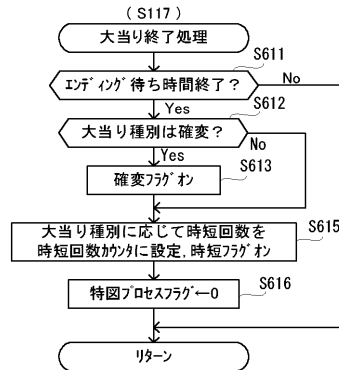 (S117)
大当り終了処理
S611
ｴﾝﾃﾞｨﾝｸﾞ待ち時間終了？
No
Yes
S612
大当り種別は確変？
No
Yes
S613
確変ﾌﾗｸﾞｵﾝ
S615
大当り種別に応じて時短回数を
時短回数ｶｳﾝﾀに設定,時短ﾌﾗｸﾞｵﾝ
S616
特図ﾌﾟﾛｾｽﾌﾗｸﾞ←0
ﾘﾀｰﾝ